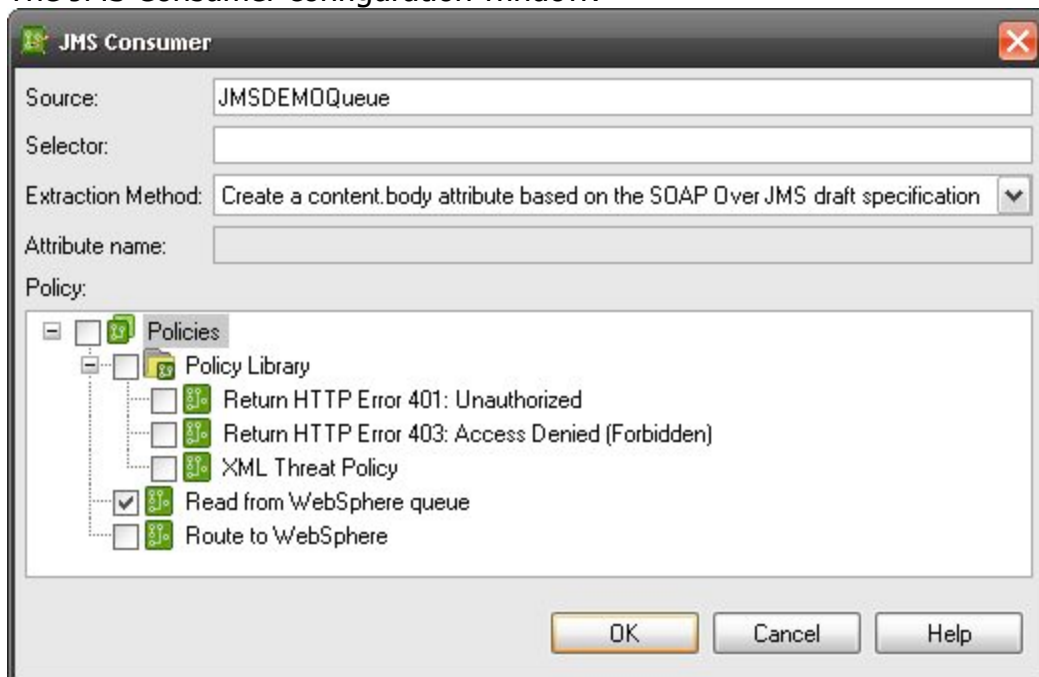 JMS Consumer
Source: JMSDEMOQueue
Selector:
Extraction Method: Create a content.body attribute based on the SOAP Over JMS draft specification
Attribute name:
Policy:
Policies
Policy Library
Return HTTP Error 401: Unauthorized
Return HTTP Error 403: Access Denied (Forbidden)
XML Threat Policy
Read from WebSphere queue
Route to WebSphere
OK Cancel Help